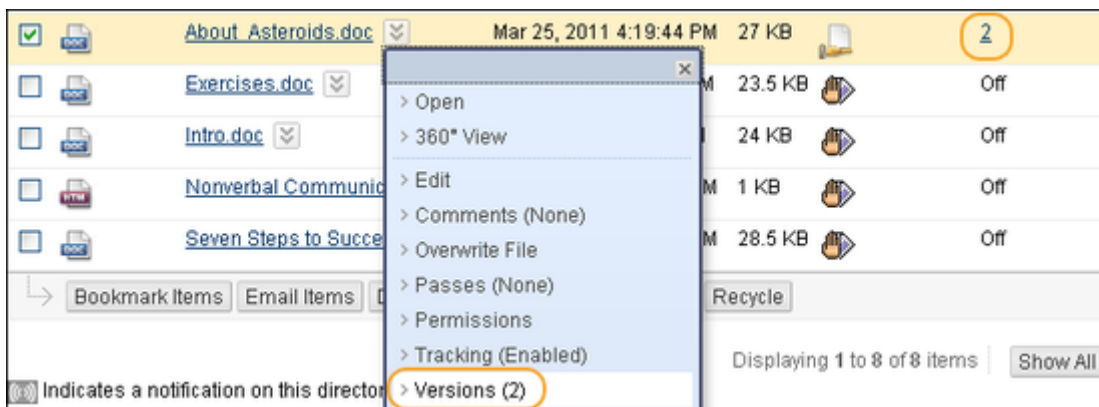 About Asteroids.doc Mar 25, 2011 4:19:44 PM 27 KB 2
Exercises.doc M 23.5 KB Off
> Open
Intro.doc 24 KB Off
> 360° View
Nonverbal Communic M 1 KB Off
> Edit
> Comments (None)
Seven Steps to Succe M 28.5 KB Off
> Overwrite File
> Passes (None)
Bookmark Items Email Items D Recycle
> Permissions
> Tracking (Enabled)
Displaying 1 to 8 of 8 items Show All
Indicates a notification on this director
> Versions (2)